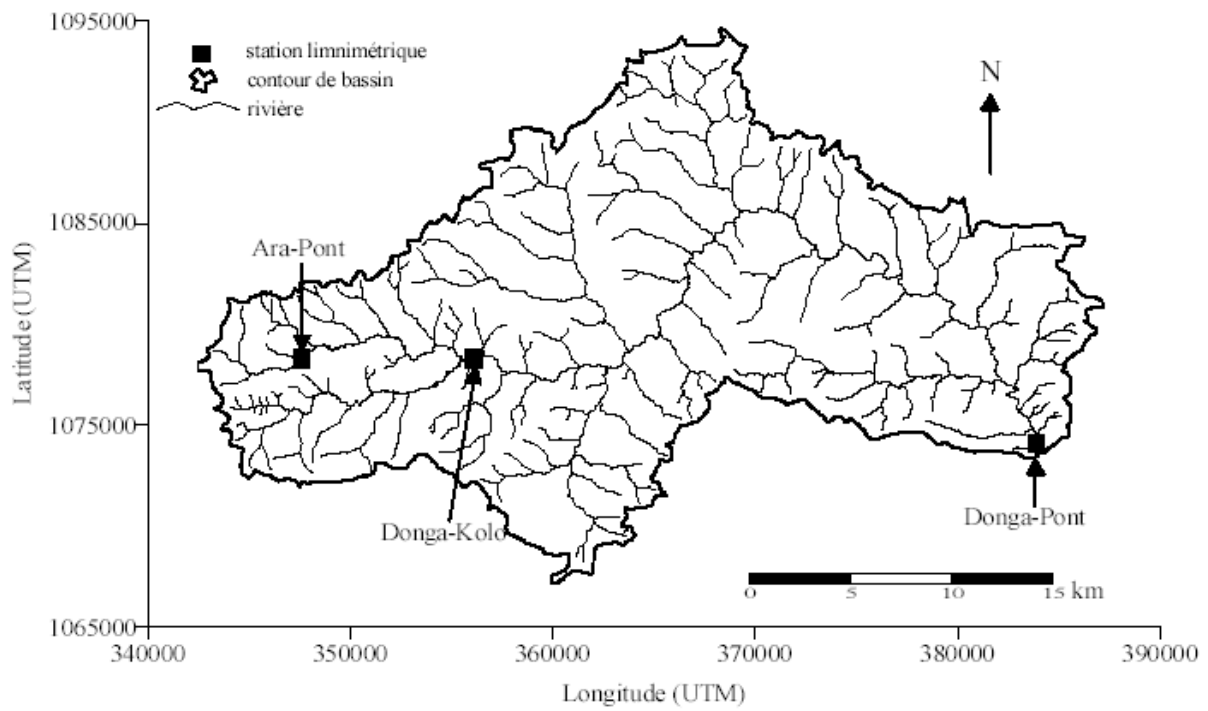 1095000
station limnimétrique
contour de bassin
rivière
N
1085000
Ara-Pont
Latitude (UTM)
1075000
Donga-Kolo
Donga-Pont
0 5 10 15 km
1065000
340000 350000 360000 370000 380000 390000
Longitude (UTM)